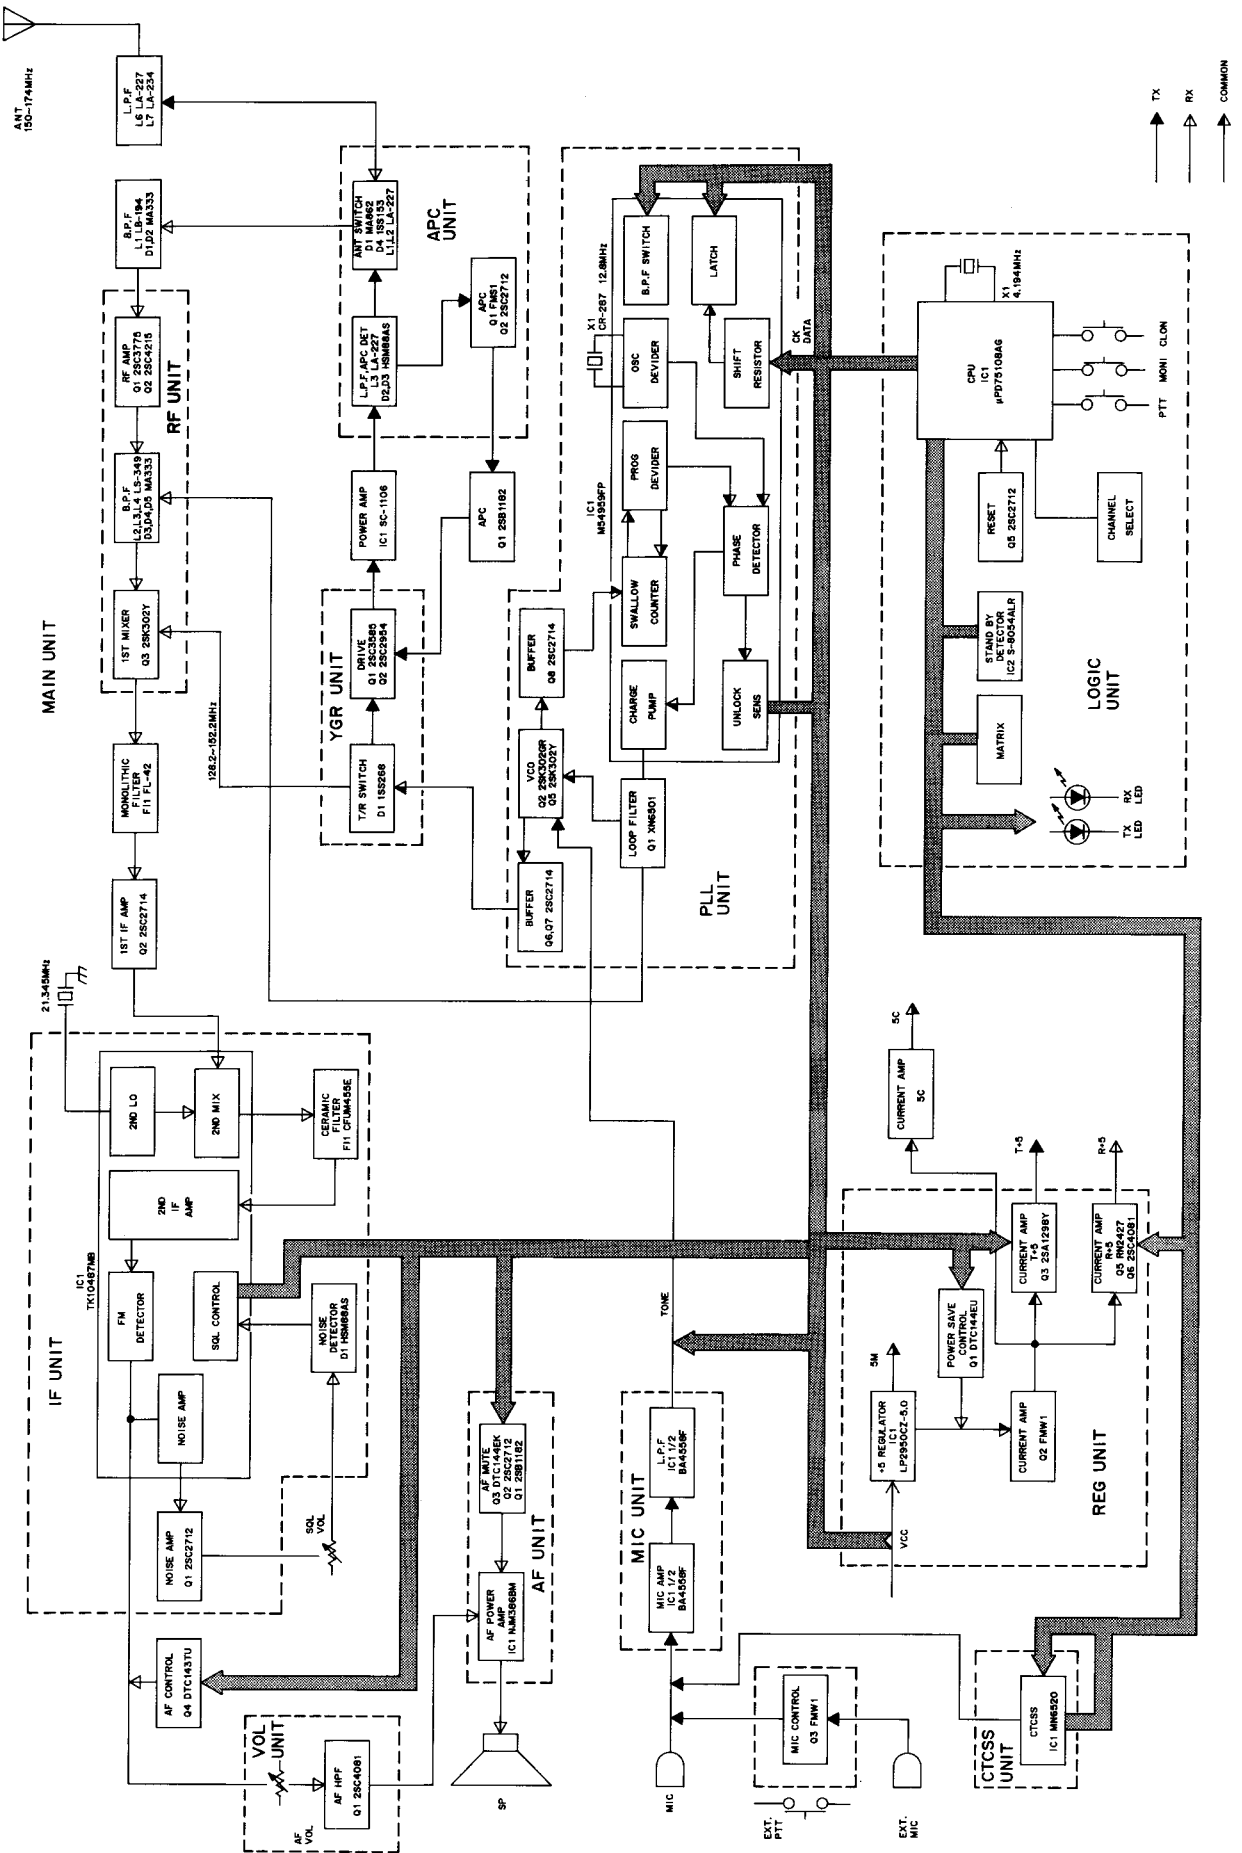 MAIN UNIT
ANT
150-174MHz
L.P.F
L6 LA-227
L7 LA-234
B.P.F
L1 LB-194
D1,D2 MA333
RF UNIT
RF AMP
Q1 2SC3775
Q2 2SC4215
B.P.F
L2,L3,L4 LS-349
D3,D4,D5 MA333
1ST MIXER
Q3 2SK302Y
MONOLITHIC
FILTER
FI1 FL-42
1ST IF AMP
Q2 2SC2714
21.345MHz
128.2~152.2MHz
IF UNIT
IC1
TK10487MB
2ND LO
2ND MIX
CERAMIC
FILTER
FI1 CFUM455E
2ND
IF
AMP
FM
DETECTOR
SQL CONTROL
NOISE
DETECTOR
D1 HSM88AS
NOISE AMP
NOISE AMP
Q1 2SC2712
SQL
VOL
AF CONTROL
Q4 DTC143TU
VOL
UNIT
AF HPF
Q1 2SC4081
AF
VOL
APC
UNIT
ANT SWITCH
D1 MA862
D4 1SS153
L1,L2 LA-227
L.P.F,APC DET
L3 LA-227
D2,D3 HSM88AS
APC
Q1 FMS1
Q2 2SC2712
POWER AMP
IC1 SC-1106
APC
Q1 2SB1182
YGR UNIT
DRIVE
Q1 2SC3585
Q2 2SC2954
T/R SWITCH
D1 1SS268
AF UNIT
AF MUTE
Q3 DTC144EK
Q2 2SC2712
Q1 2SB1182
AF POWER
AMP
IC1 NJM386BM
SP
PLL
UNIT
X1
CR-287 12.8MHz
IC1
M54959FP
B.P.F SWITCH
LATCH
OSC
DEVIDER
SHIFT
RESISTOR
PROG
DEVIDER
PHASE
DETECTOR
SWALLOW
COUNTER
CHARGE
PUMP
UNLOCK
SENS
BUFFER
Q8 2SC2714
VCO
Q2 2SK302GR
Q5 2SK302Y
LOOP FILTER
Q1 XN6501
BUFFER
Q6,Q7 2SC2714
CK
DATA
TONE
MIC UNIT
L.P.F
IC1 1/2
BA4558F
MIC AMP
IC1 1/2
BA4558F
MIC
MIC CONTROL
Q3 FMW1
EXT.
PTT
EXT.
MIC
LOGIC
UNIT
CPU
IC1
µPD75108AG
X1
4.194MHz
PTT
MONI
CLON
RESET
Q5 2SC2712
CHANNEL
SELECT
STAND BY
DETECTOR
IC2 S-8054ALR
MATRIX
TX
LED
RX
LED
REG UNIT
CURRENT AMP
5C
5C
CURRENT AMP
T+5
Q3 2SA1298Y
T+5
CURRENT AMP
R+5
Q5 RN2427
Q6 2SC4081
R+5
POWER SAVE
CONTROL
Q1 DTC144EU
5M
+5 REGULATOR
IC1
LP2950CZ-5.0
CURRENT AMP
Q2 FMW1
VCC
CTCSS
UNIT
CTCSS
IC1 MN6520
TX
RX
COMMON